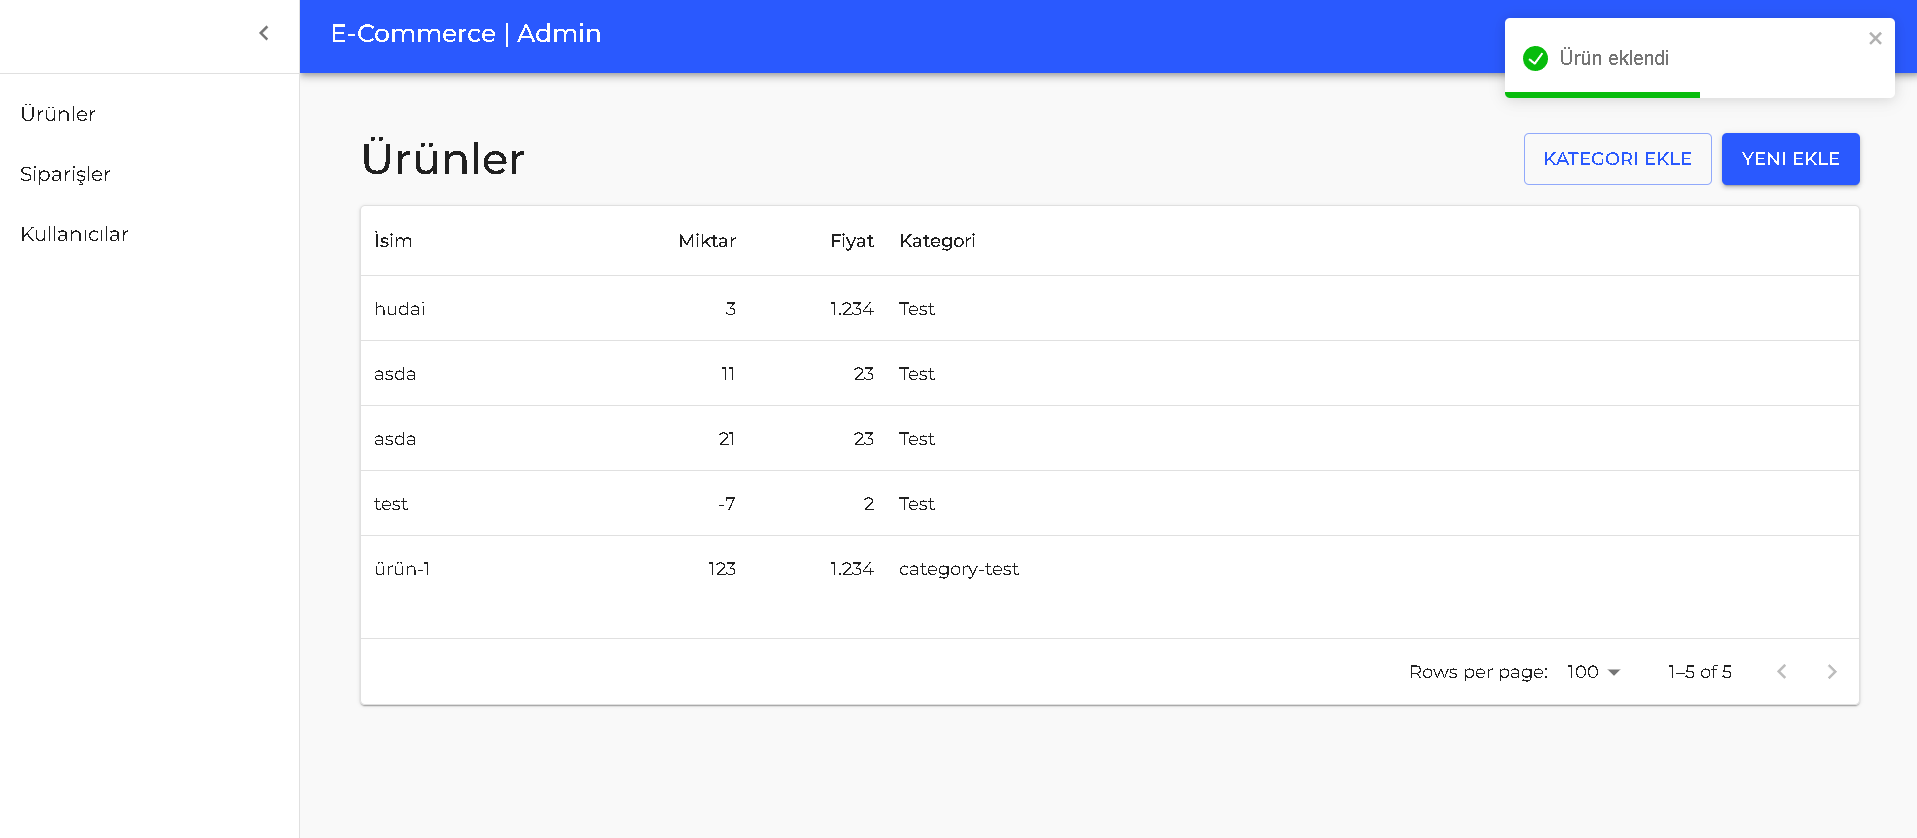 E-Commerce | Admin
Ürün eklendi
Ürünler
Siparişler
Kullanıcılar
Ürünler
KATEGORI EKLE
YENI EKLE
İsim Miktar Fiyat Kategori
hudai 3 1.234 Test
asda 11 23 Test
asda 21 23 Test
test -7 2 Test
ürün-1 123 1.234 category-test
Rows per page: 100 1–5 of 5